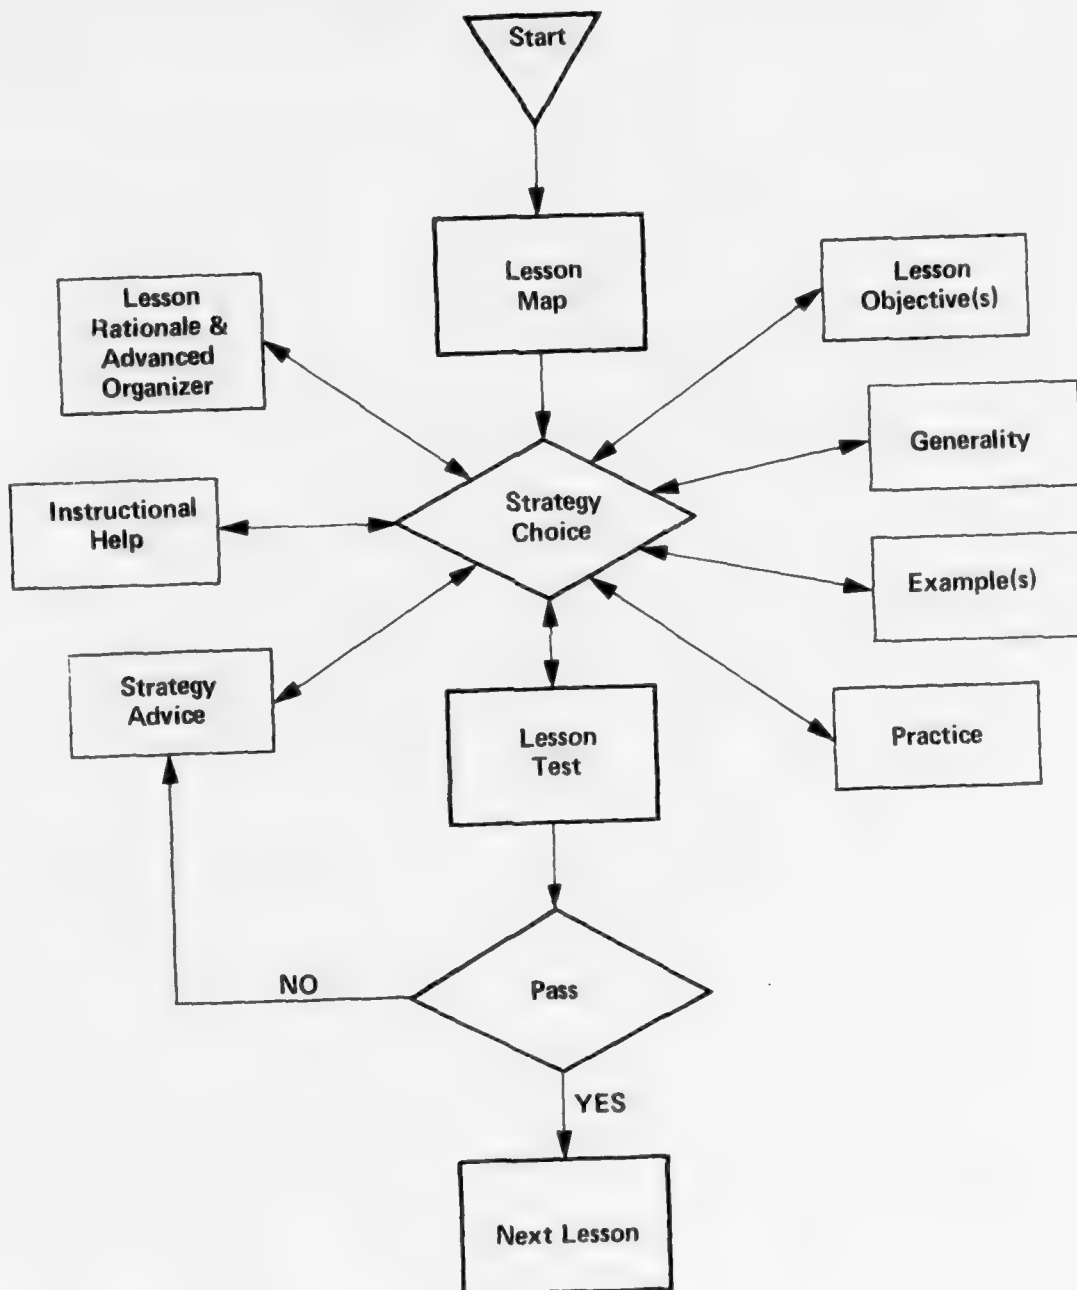 Start
Lesson
Map
Lesson
Objective(s)
Lesson
Rationale &
Advanced
Organizer
Generality
Strategy
Choice
Instructional
Help
Example(s)
Strategy
Advice
Lesson
Test
Practice
NO
Pass
YES
Next Lesson